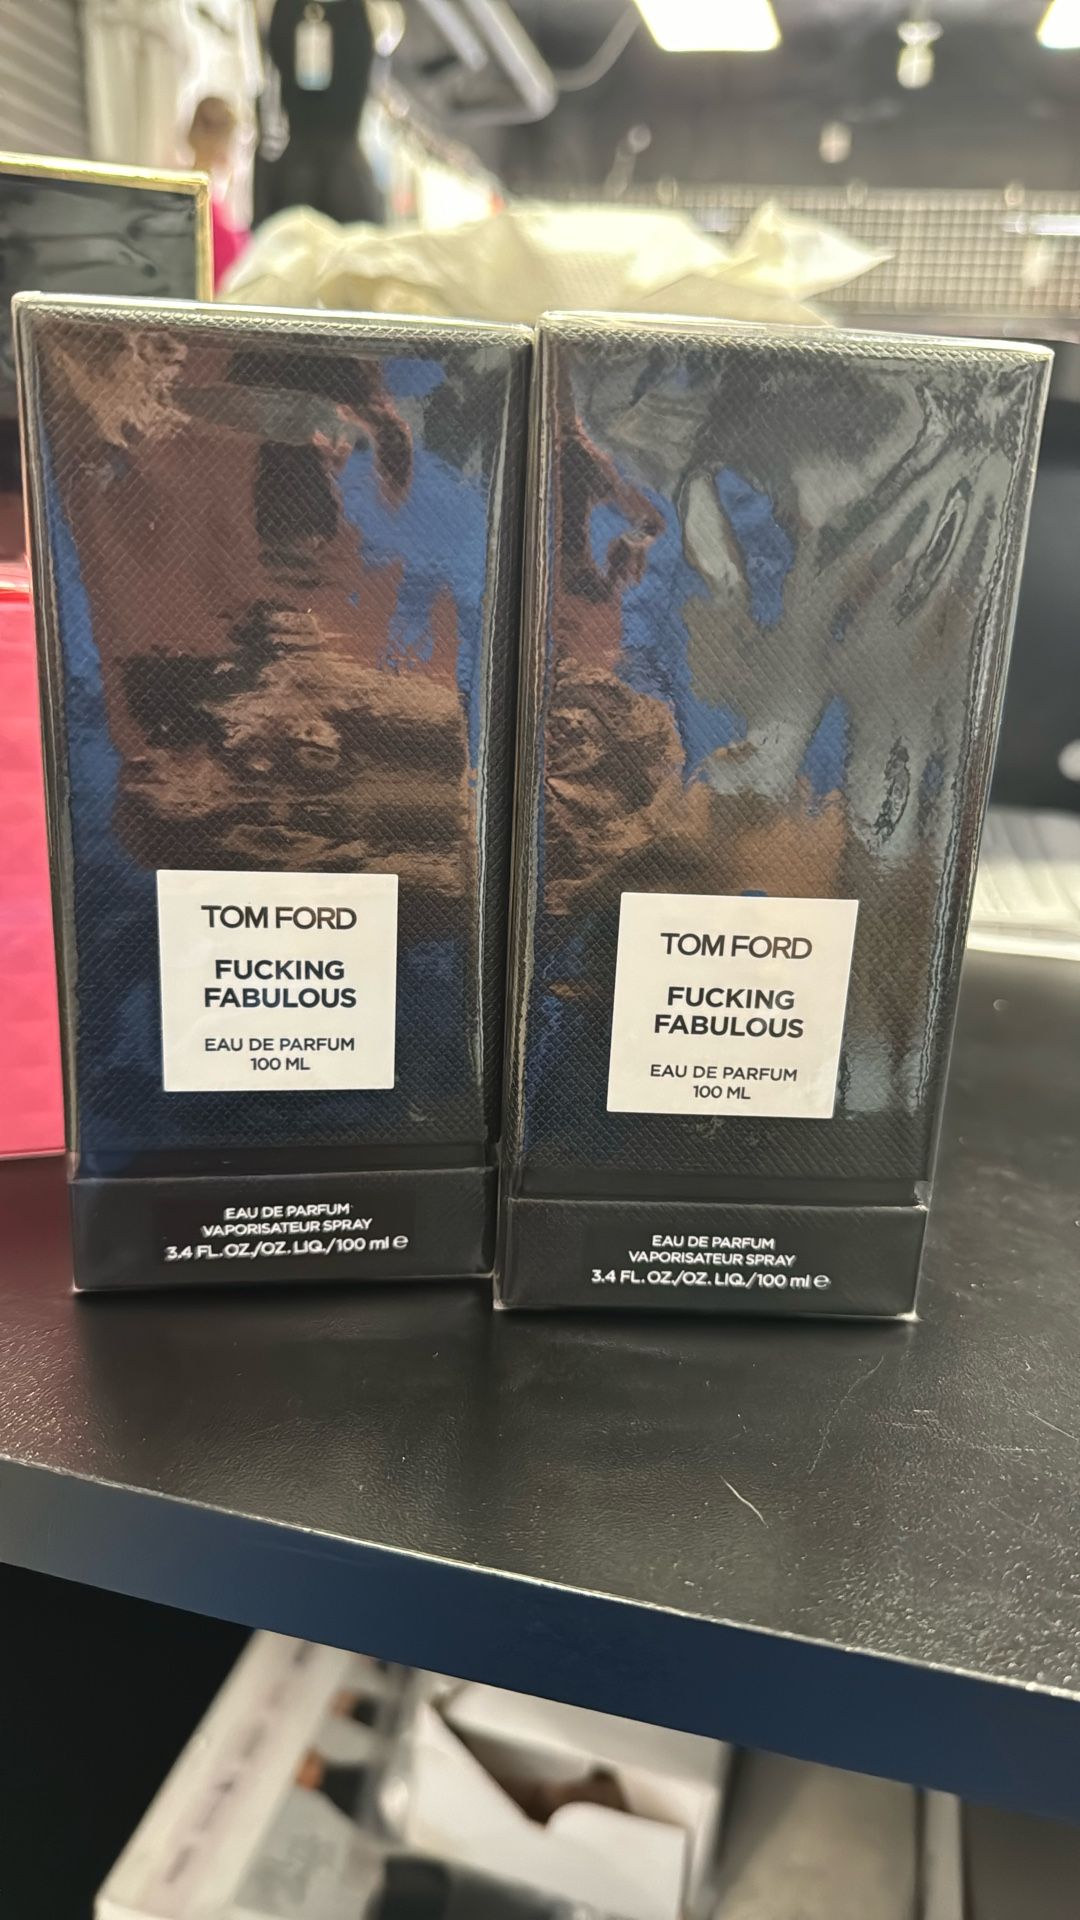 TOM FORD
FUCKING
FABULOUS
EAU DE PARFUM
100 ML
EAU DE PARFUM
VAPORISATEUR SPRAY
3.4 FL.OZ./OZ. LIQ./100 ml ℮
TOM FORD
FUCKING
FABULOUS
EAU DE PARFUM
100 ML
EAU DE PARFUM
VAPORISATEUR SPRAY
3.4 FL.OZ./OZ. LIQ./100 ml ℮